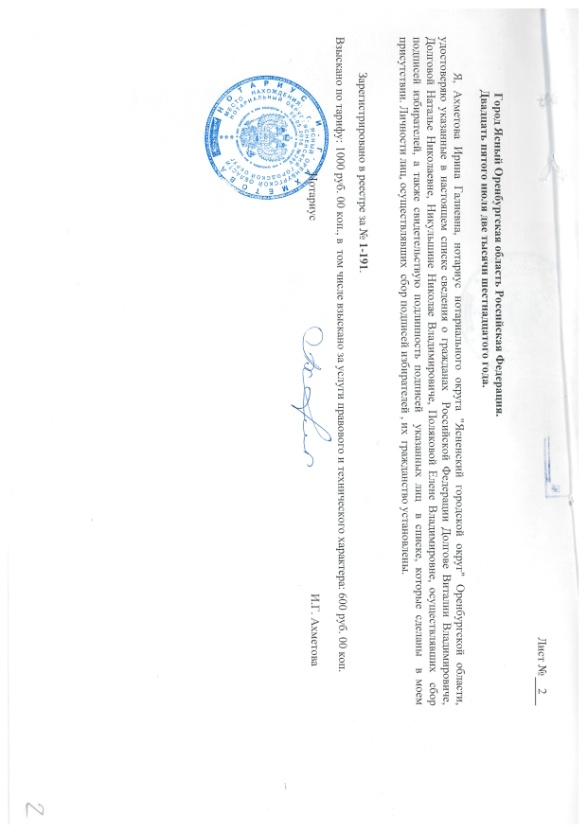 Лист № 2
Город Ясный Оренбургская область Российская Федерация.
Двадцать пятого июля две тысячи шестнадцатого года.
Я, Ахметова Ирина Галиевна, нотариус нотариального округа "Ясненский городской округ" Оренбургской области,
удостоверяю указанные в настоящем списке сведения о гражданах Российской Федерации Долгове Виталии Владимировиче,
Долговой Наталье Николаевне, Никульшине Николае Владимировиче, Поляковой Елене Владимировне, осуществлявших сбор
подписей избирателей, а также свидетельствую подлинность подписей указанных лиц в списке, которые сделаны в моем
присутствии. Личности лиц, осуществлявших сбор подписей избирателей , их гражданство установлены.
Зарегистрировано в реестре за № 1-191.
Взыскано по тарифу: 1000 руб. 00 коп., в том числе взыскано за услуги правового и технического характера: 600 руб. 00 коп.
Нотариус
И.Г. Ахметова
НОТАРИУС И.Г. АХМЕТОВА
2